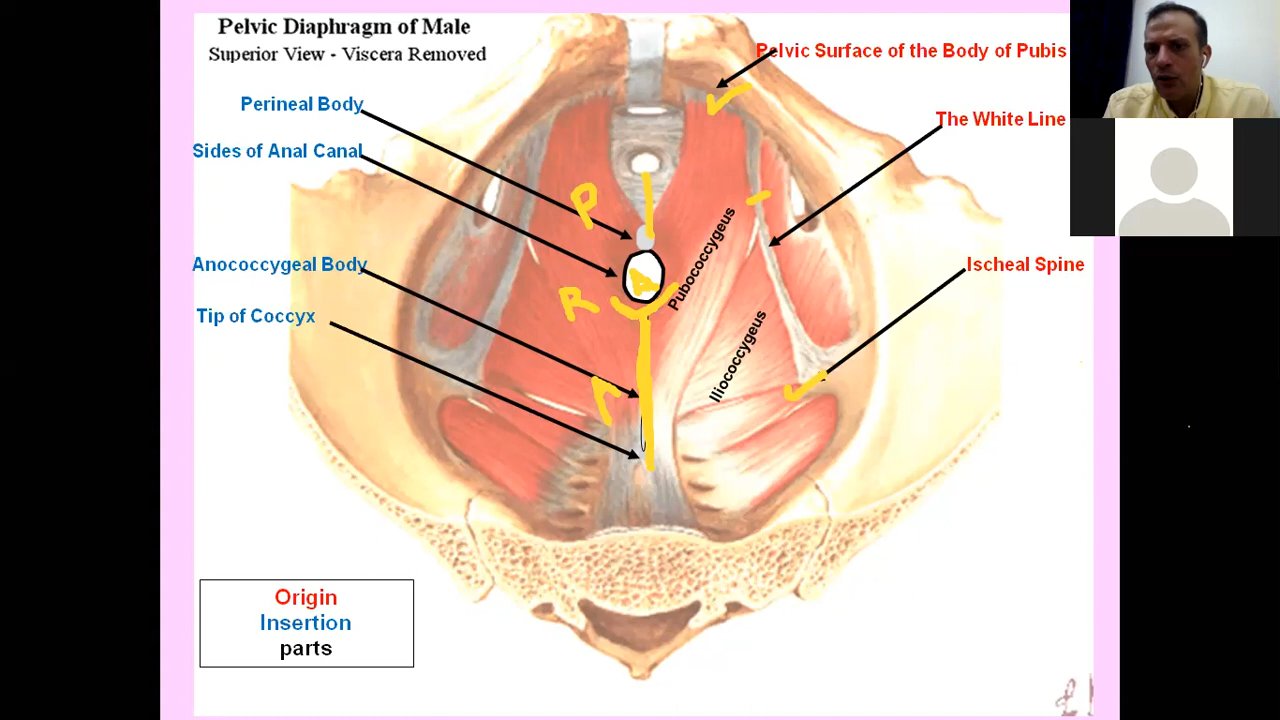 Pelvic Diaphragm of Male
Superior View - Viscera Removed
Pelvic Surface of the Body of Pubis
Perineal Body
The White Line
Sides of Anal Canal
P
Pubococcygeus
Anococcygeal Body
Ischeal Spine
A
R
Tip of Coccyx
Iliococcygeus
Origin
Insertion
parts